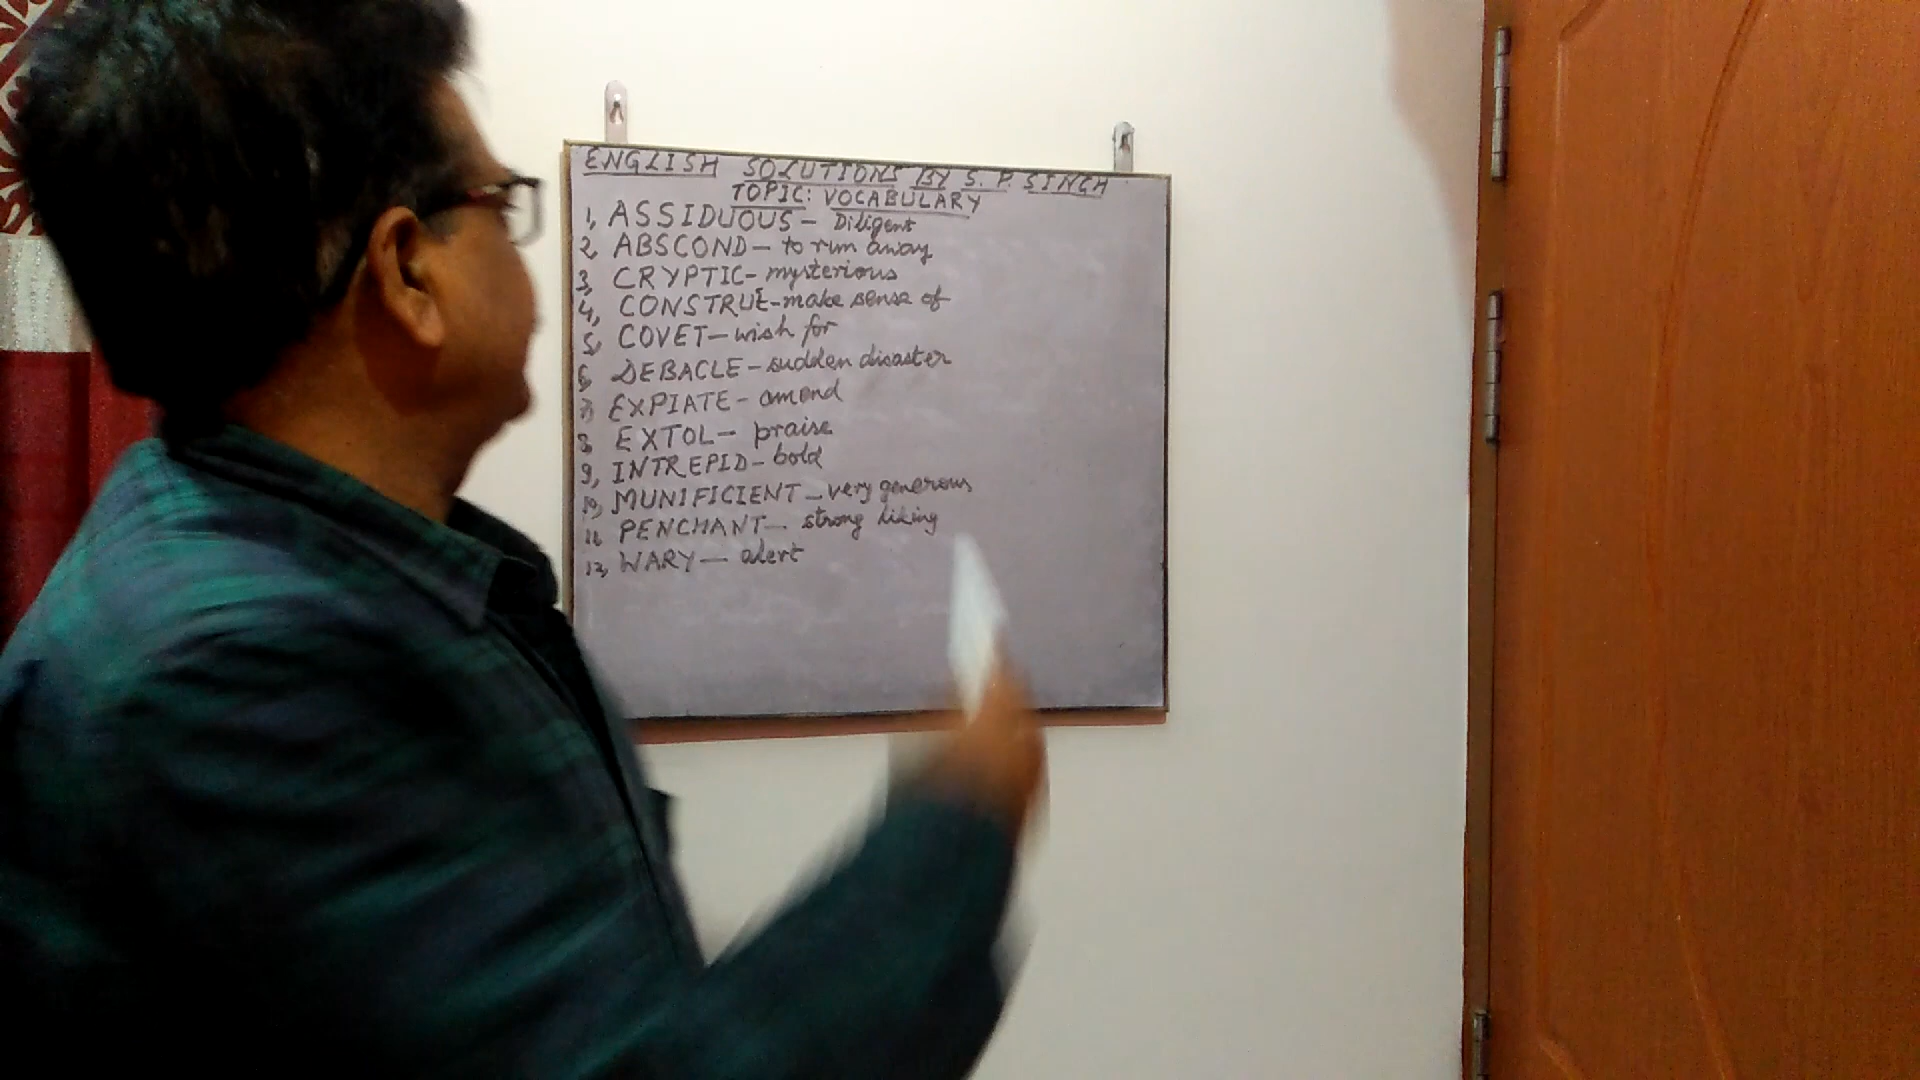 ENGLISH SOLUTIONS BY S. P. SINGH
TOPIC: VOCABULARY
1, ASSIDUOUS - Diligent
2, ABSCOND - to run away
3, CRYPTIC - mysterious
4, CONSTRUE - make sense of
5, COVET - wish for
6, DEBACLE - sudden disaster
7, EXPIATE - amend
8 EXTOL - praise
9, INTREPID - bold
10, MUNIFICIENT - very generous
11, PENCHANT - strong liking
12, WARY - alert